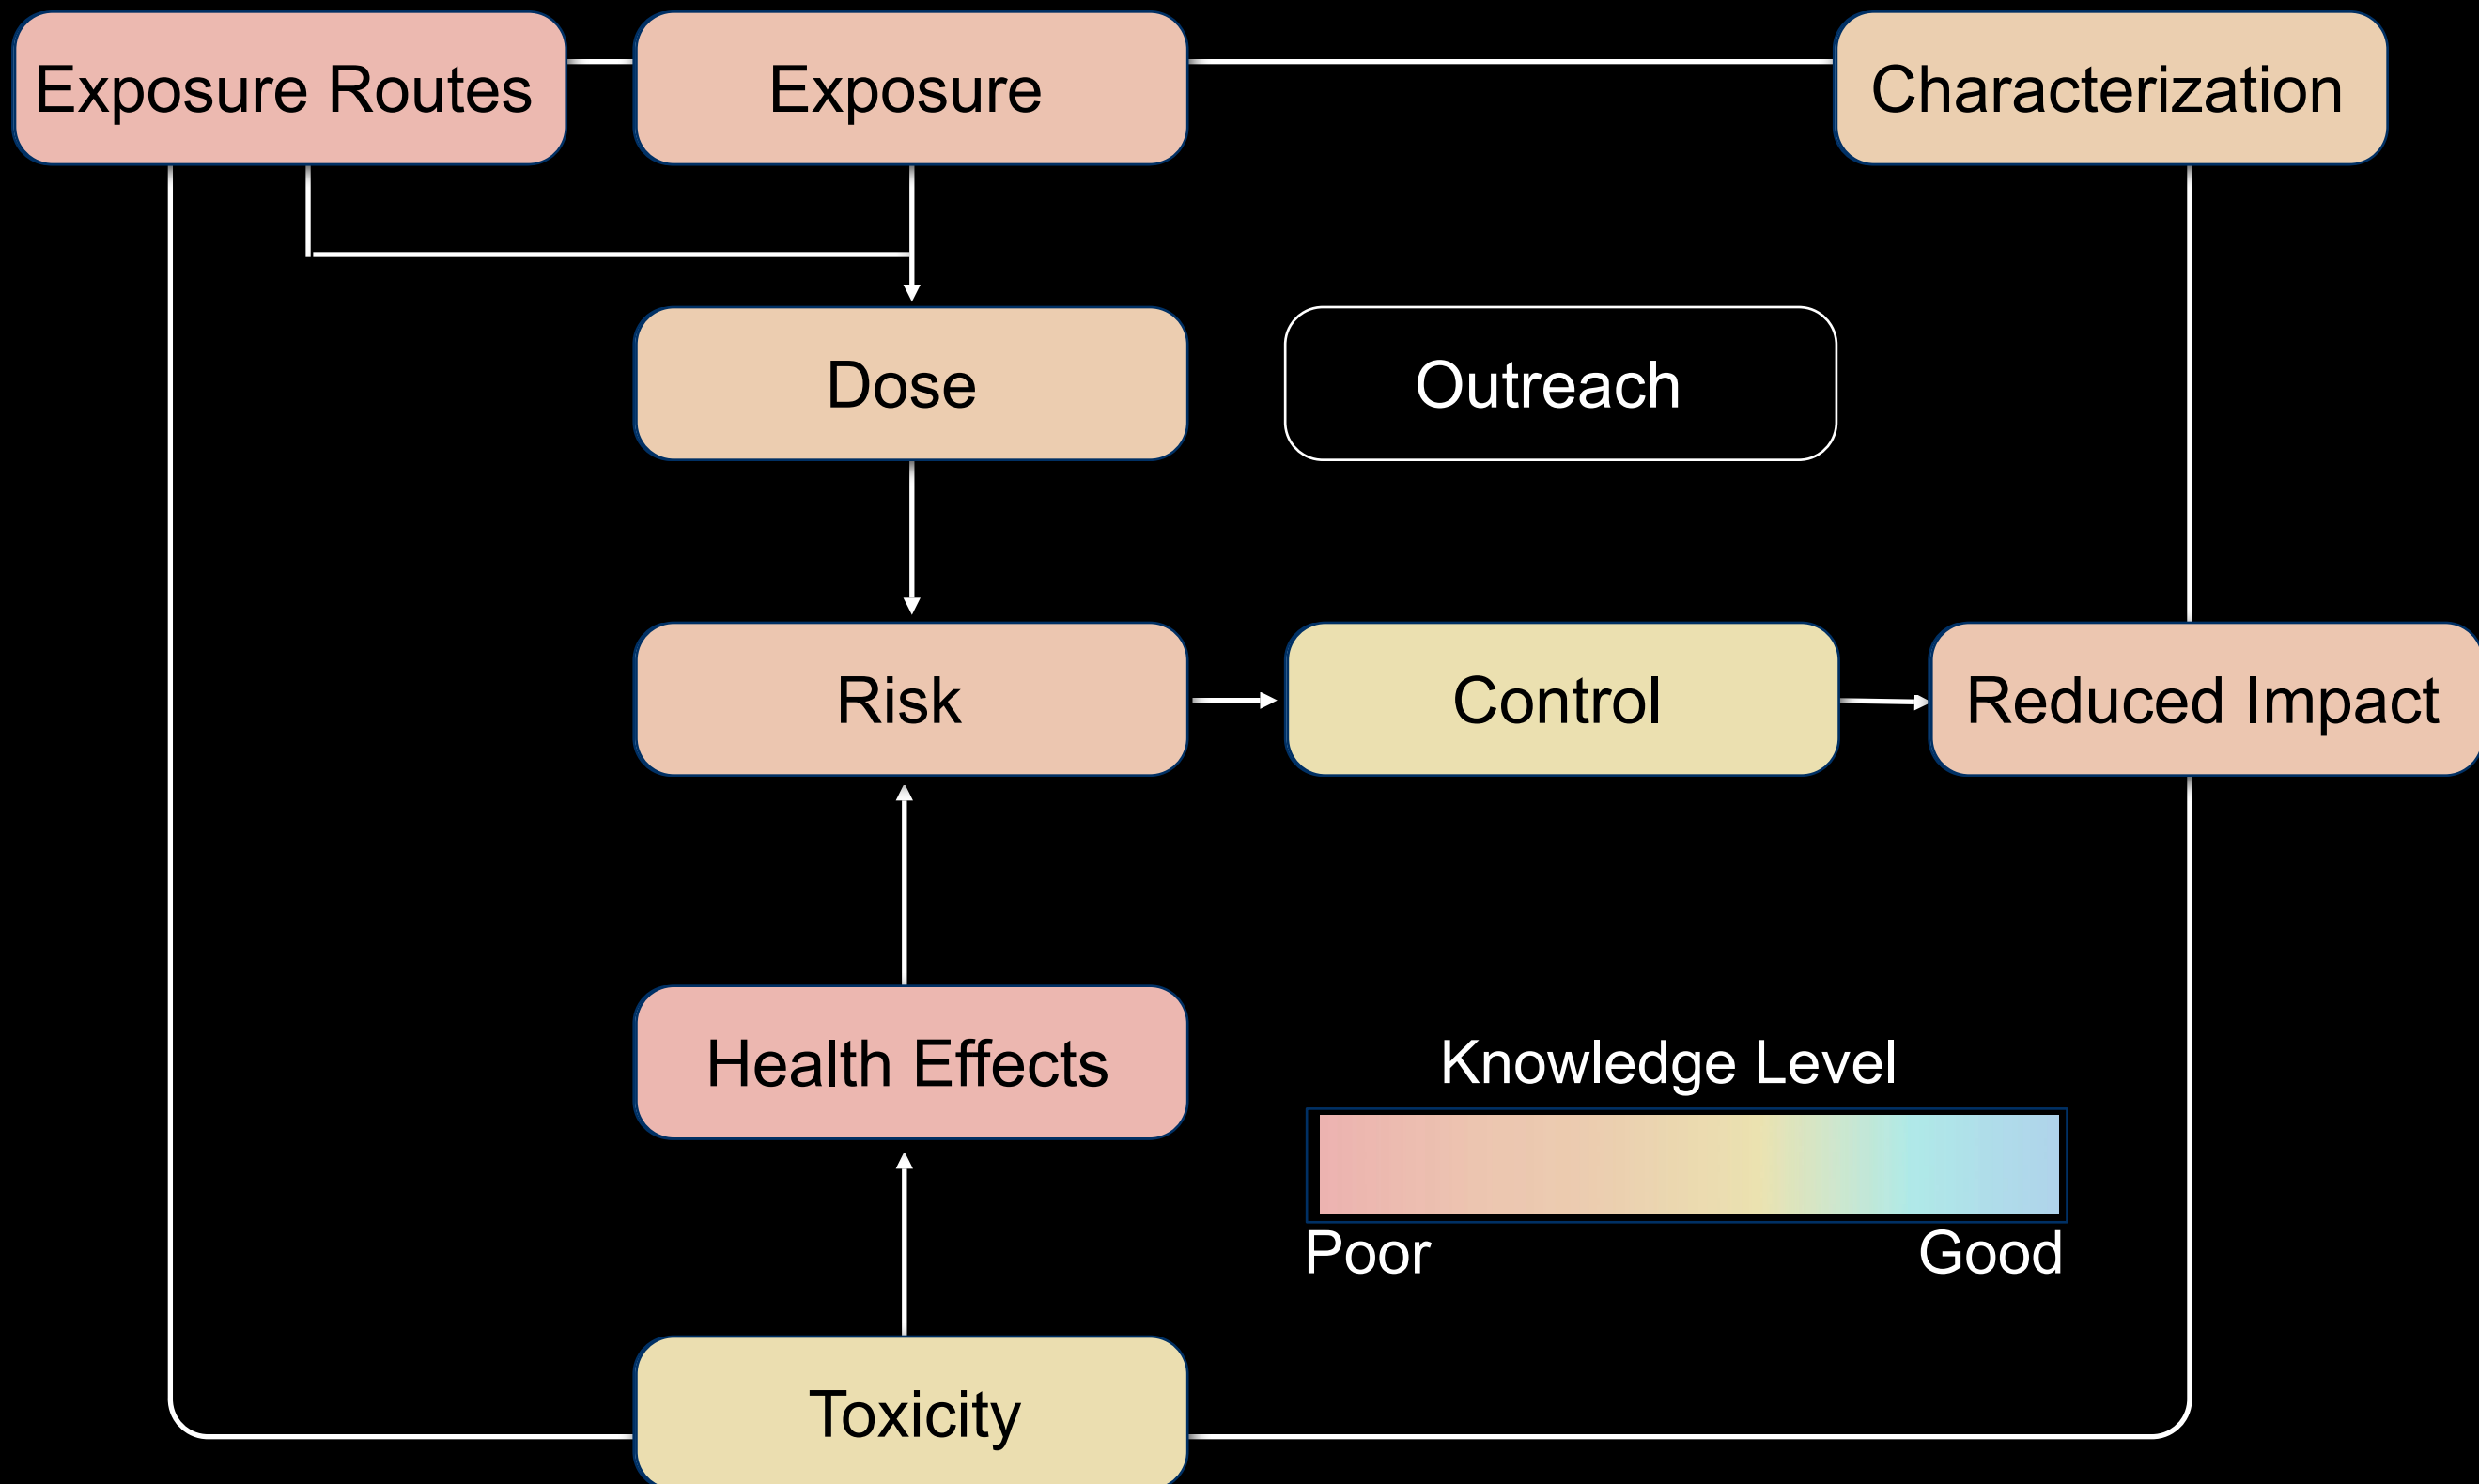 Exposure Routes
Exposure
Characterization
Dose
Outreach
Risk
Control
Reduced Impact
Health Effects
Knowledge Level
Poor
Good
Toxicity